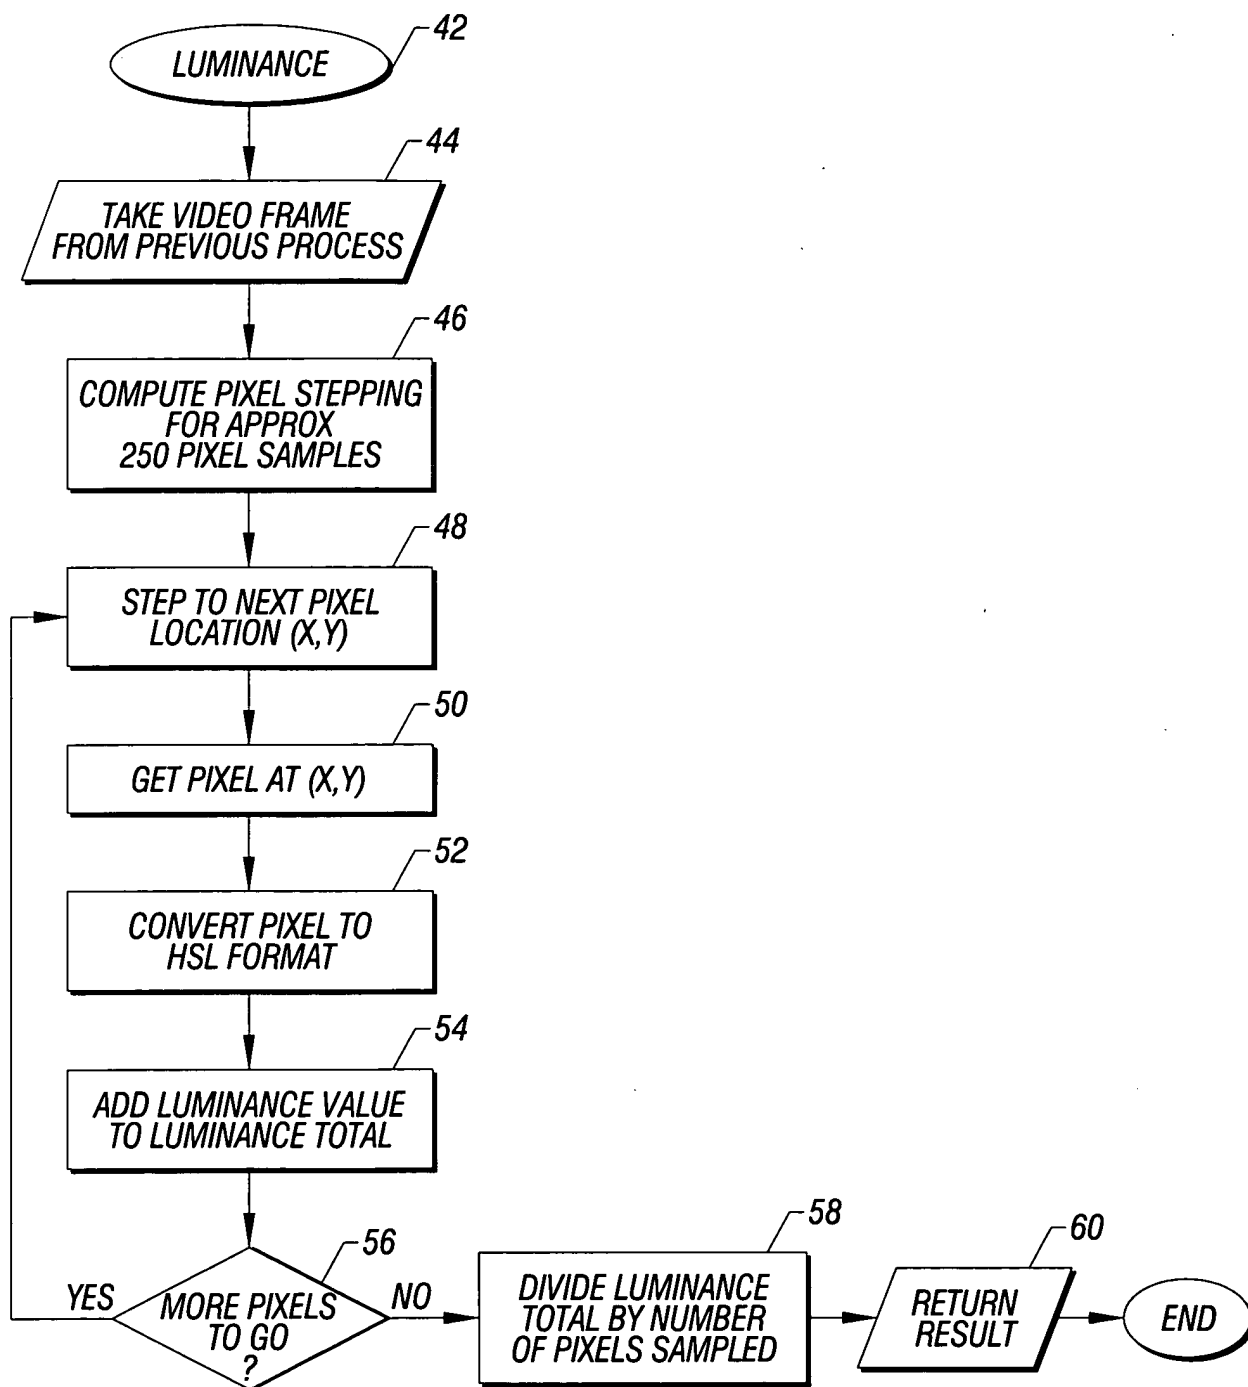 42
LUMINANCE
44
TAKE VIDEO FRAME
FROM PREVIOUS PROCESS
46
COMPUTE PIXEL STEPPING
FOR APPROX
250 PIXEL SAMPLES
48
STEP TO NEXT PIXEL
LOCATION (X,Y)
50
GET PIXEL AT (X,Y)
52
CONVERT PIXEL TO
HSL FORMAT
54
ADD LUMINANCE VALUE
TO LUMINANCE TOTAL
56
YES
MORE PIXELS
TO GO
?
NO
58
DIVIDE LUMINANCE
TOTAL BY NUMBER
OF PIXELS SAMPLED
60
RETURN
RESULT
END